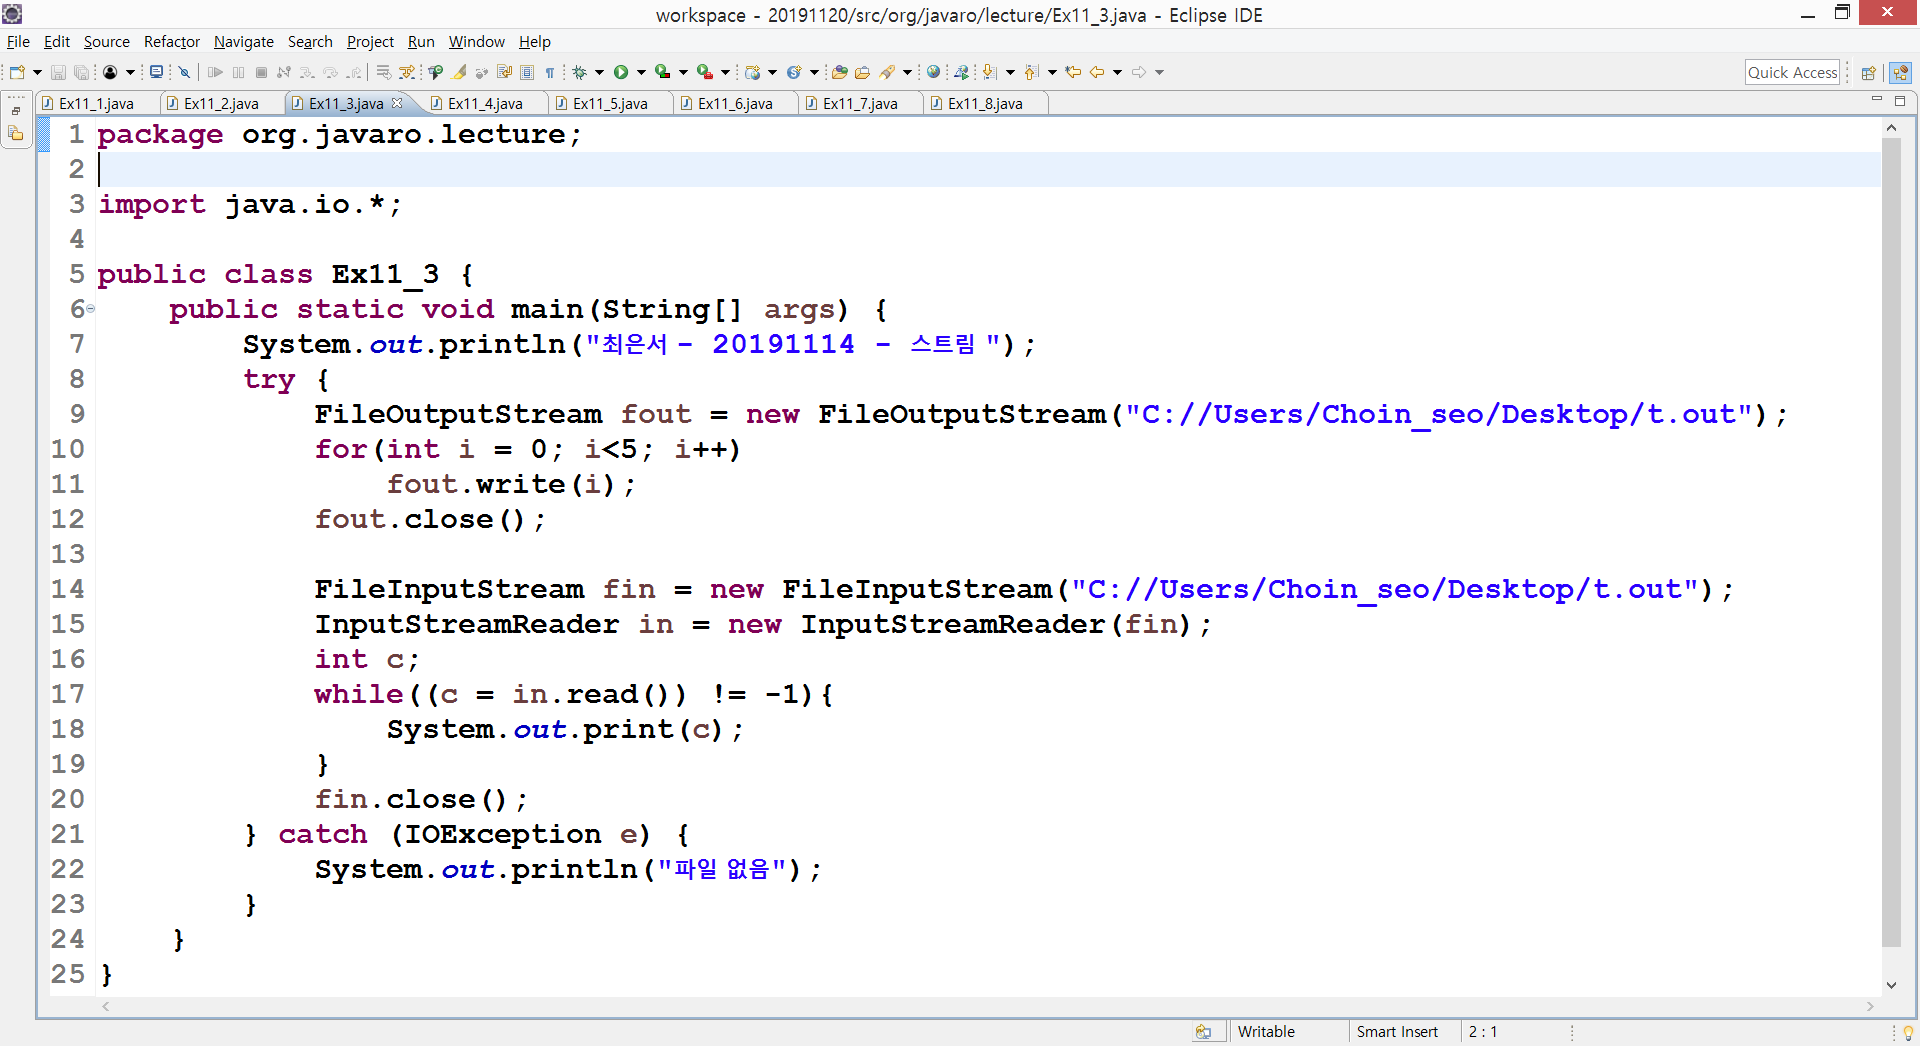 workspace - 20191120/src/org/javaro/lecture/Ex11_3.java - Eclipse IDE
File Edit Source Refactor Navigate Search Project Run Window Help
Quick Access
Ex11_1.java Ex11_2.java Ex11_3.java Ex11_4.java Ex11_5.java Ex11_6.java Ex11_7.java Ex11_8.java
1 package org.javaro.lecture;
2
3 import java.io.*;
4
5 public class Ex11_3 {
6     public static void main(String[] args) {
7         System.out.println("최은서 - 20191114 - 스트림 ");
8         try {
9             FileOutputStream fout = new FileOutputStream("C://Users/Choin_seo/Desktop/t.out");
10             for(int i = 0; i<5; i++)
11                 fout.write(i);
12             fout.close();
13
14             FileInputStream fin = new FileInputStream("C://Users/Choin_seo/Desktop/t.out");
15             InputStreamReader in = new InputStreamReader(fin);
16             int c;
17             while((c = in.read()) != -1){
18                 System.out.print(c);
19             }
20             fin.close();
21         } catch (IOException e) {
22             System.out.println("파일 없음");
23         }
24     }
25 }
Writable Smart Insert 2 : 1